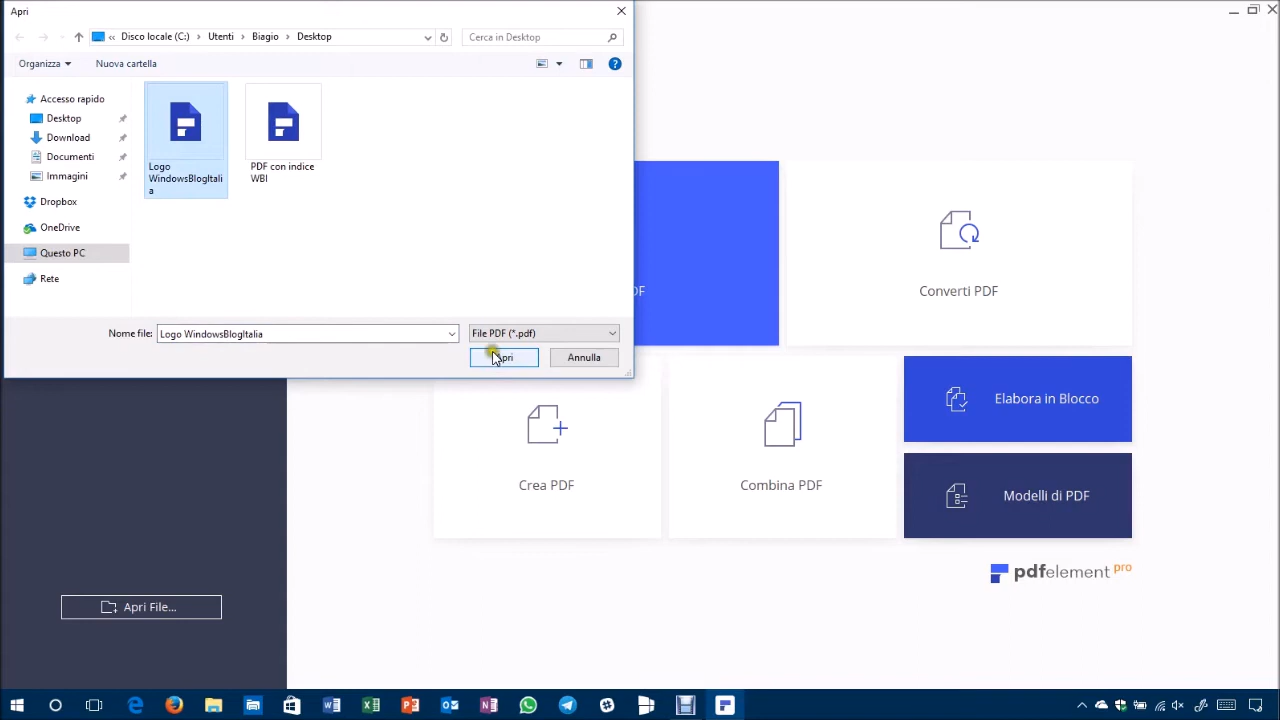 Apri
Disco locale (C:) Utenti Biagio Desktop
Cerca in Desktop
Organizza
Nuova cartella
Accesso rapido
Desktop
Download
Documenti
Immagini
Dropbox
OneDrive
Questo PC
Rete
Logo
WindowsBlogItali
a
PDF con indice
WBI
Nome file:
Logo WindowsBlogItalia
File PDF (*.pdf)
Annulla
Converti PDF
Crea PDF
Combina PDF
Elabora in Blocco
Modelli di PDF
pdfelement pro
Apri File...